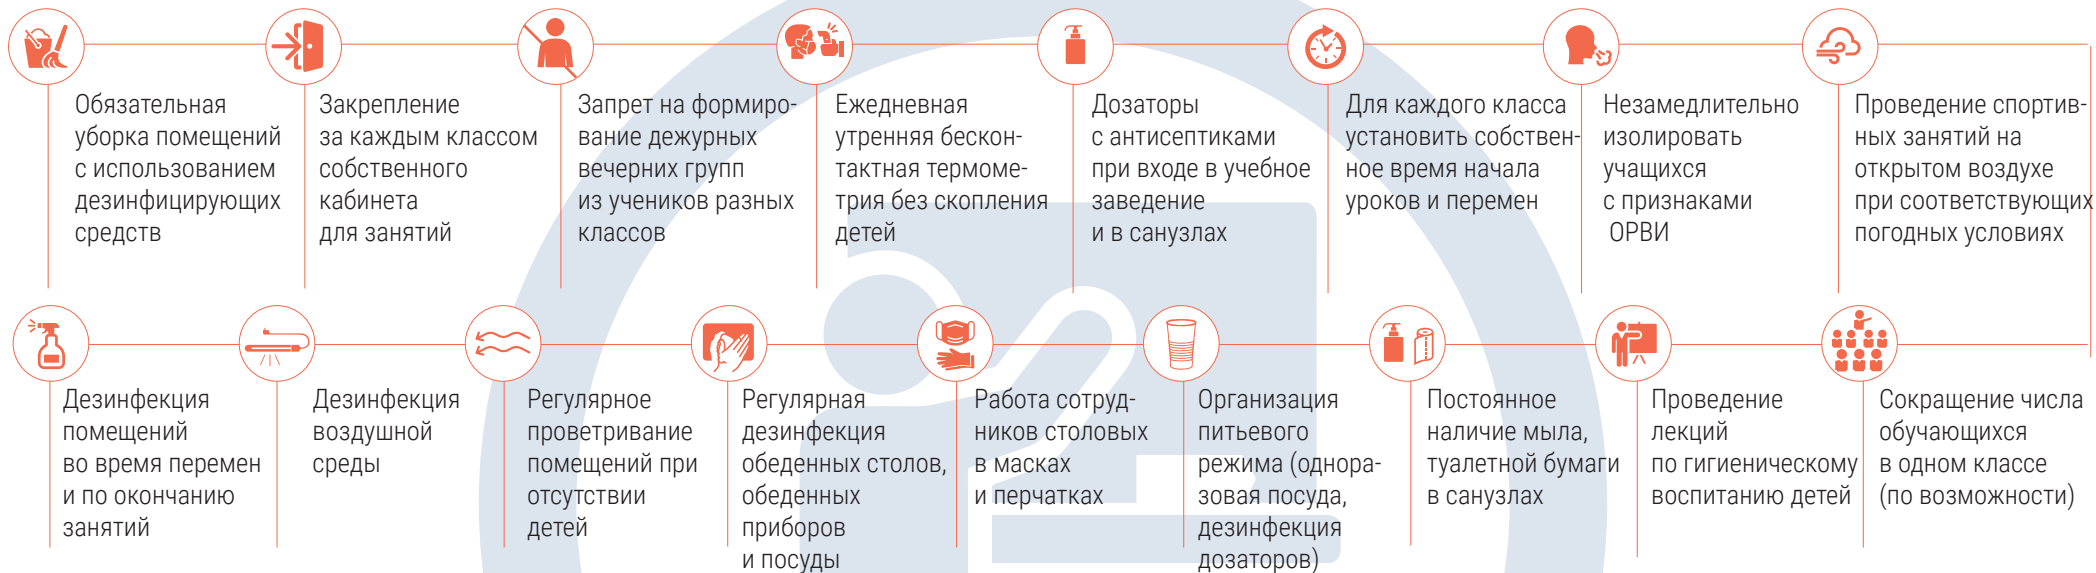 Обязательная
уборка помещений
с использованием
дезинфицирующих
средств
Закрепление
за каждым классом
собственного
кабинета
для занятий
Запрет на формиро-
вание дежурных
вечерних групп
из учеников разных
классов
Ежедневная
утренняя бескон-
тактная термоме-
трия без скопления
детей
Дозаторы
с антисептиками
при входе в учебное
заведение
и в санузлах
Для каждого класса
установить собствен-
ное время начала
уроков и перемен
Незамедлительно
изолировать
учащихся
с признаками
ОРВИ
Проведение спортив-
ных занятий на
открытом воздухе
при соответствующих
погодных условиях
Дезинфекция
помещений
во время перемен
и по окончанию
занятий
Дезинфекция
воздушной
среды
Регулярное
проветривание
помещений при
отсутствии
детей
Регулярная
дезинфекция
обеденных столов,
обеденных
приборов
и посуды
Работа сотруд-
ников столовых
в масках
и перчатках
Организация
питьевого
режима (однора-
зовая посуда,
дезинфекция
дозаторов)
Постоянное
наличие мыла,
туалетной бумаги
в санузлах
Проведение
лекций
по гигиеническому
воспитанию детей
Сокращение числа
обучающихся
в одном классе
(по возможности)